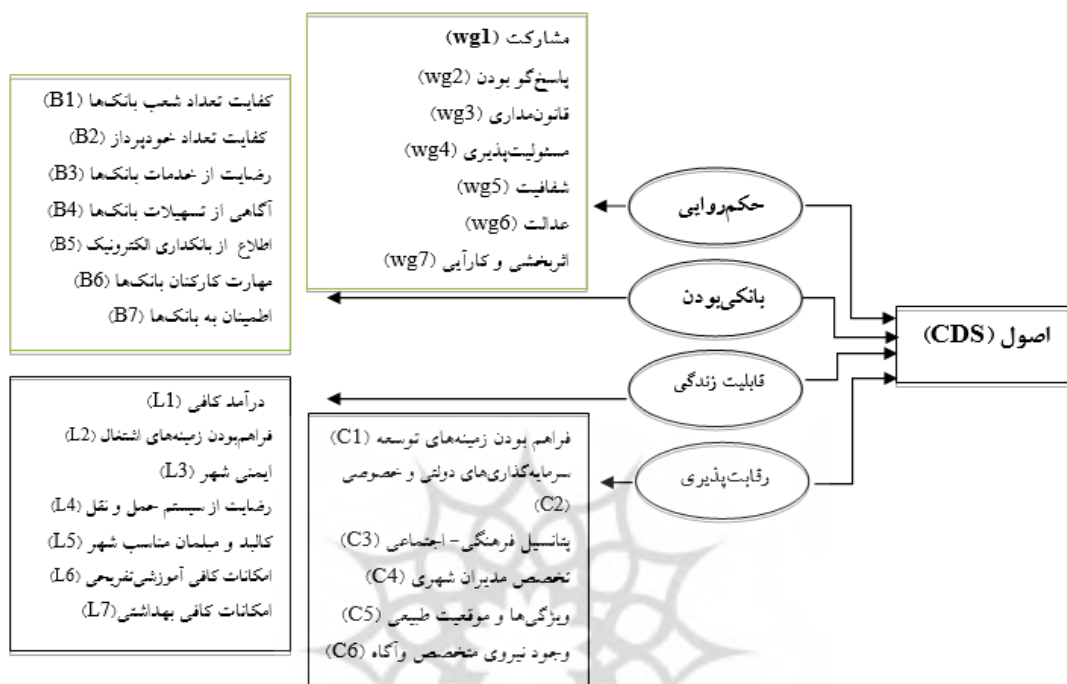 اصول (CDS)
حکم‌روایی
بانکی‌بودن
قابلیت زندگی
رقابت‌پذیری
مشارکت (wg1)
پاسخ‌گو بودن (wg2)
قانون‌مداری (wg3)
مسئولیت‌پذیری (wg4)
شفافیت (wg5)
عدالت (wg6)
اثربخشی و کارآیی (wg7)
کفایت تعداد شعب بانک‌ها (B1)
کفایت تعداد خودپرداز (B2)
رضایت از خدمات بانک‌ها (B3)
آگاهی از تسهیلات بانک‌ها (B4)
اطلاع از بانکداری الکترونیک (B5)
مهارت کارکنان بانک‌ها (B6)
اطمینان به بانک‌ها (B7)
درآمد کافی (L1)
فراهم‌بودن زمینه‌های اشتغال (L2)
ایمنی شهر (L3)
رضایت از سیستم حمل و نقل (L4)
کالبد و مبلمان مناسب شهر (L5)
امکانات کافی آموزشی‌تفریحی (L6)
امکانات کافی بهداشتی(L7)
فراهم بودن زمینه‌های توسعه (C1)
سرمایه‌گذاری‌های دولتی و خصوصی
(C2)
پتانسیل فرهنگی- اجتماعی (C3)
تخصص مدیران شهری (C4)
ویژگی‌ها و موقعیت طبیعی (C5)
وجود نیروی متخصص وآگاه (C6)